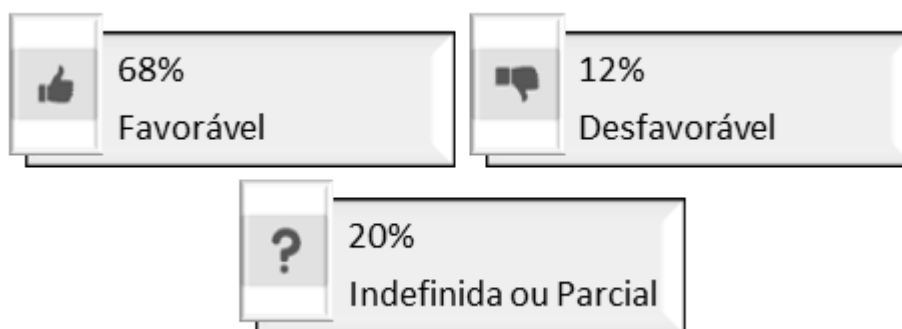 68%
Favorável
12%
Desfavorável
?
20%
Indefinida ou Parcial